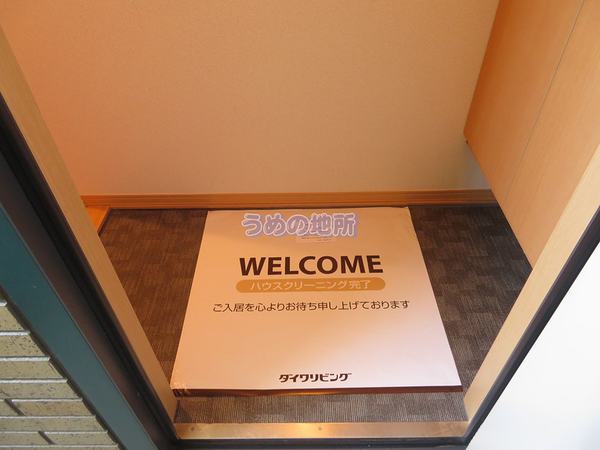 うめの地所
WELCOME
ハウスクリーニング完了
ご入居を心よりお待ち申し上げております
ダイワリビング